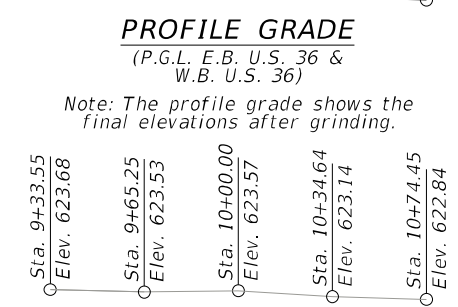 PROFILE GRADE
(P.G.L. E.B. U.S. 36 &
W.B. U.S. 36)
Note: The profile grade shows the
final elevations after grinding.
Sta. 9+33.55
Elev. 623.68
Sta. 9+65.25
Elev. 623.53
Sta. 10+00.00
Elev. 623.57
Sta. 10+34.64
Elev. 623.14
Sta. 10+74.45
Elev. 622.84